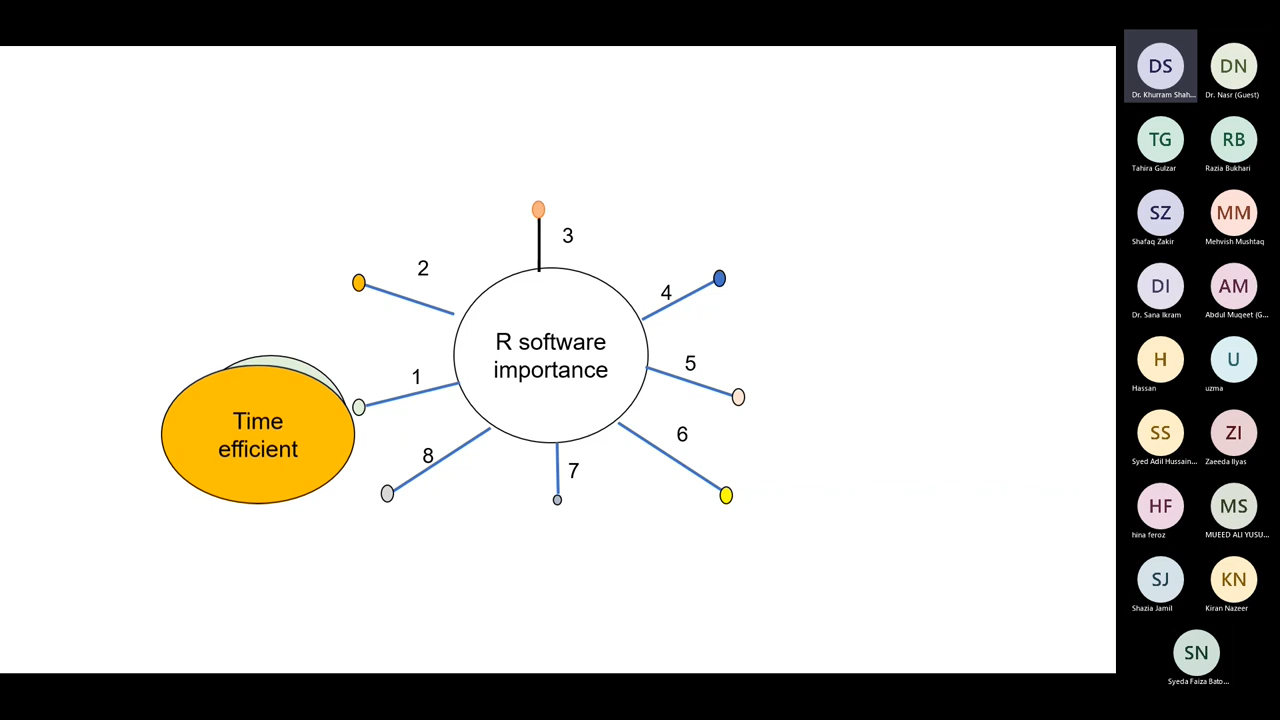 3
2
4
R software
importance
5
1
Time
efficient
6
8
7
DS
Dr. Khurram Shah...
DN
Dr. Nasr (Guest)
TG
Tahira Gulzar
RB
Razia Bukhari
SZ
Shafaq Zakir
MM
Mehvish Mushtaq
DI
Dr. Sana Ikram
AM
Abdul Muqeet (G...
H
Hassan
U
uzma
SS
Syed Adil Hussain...
ZI
Zaeeda Ilyas
HF
hina feroz
MS
MUEED ALI YUSU...
SJ
Shazia Jamil
KN
Kiran Nazeer
SN
Syeda Faiza Bato...